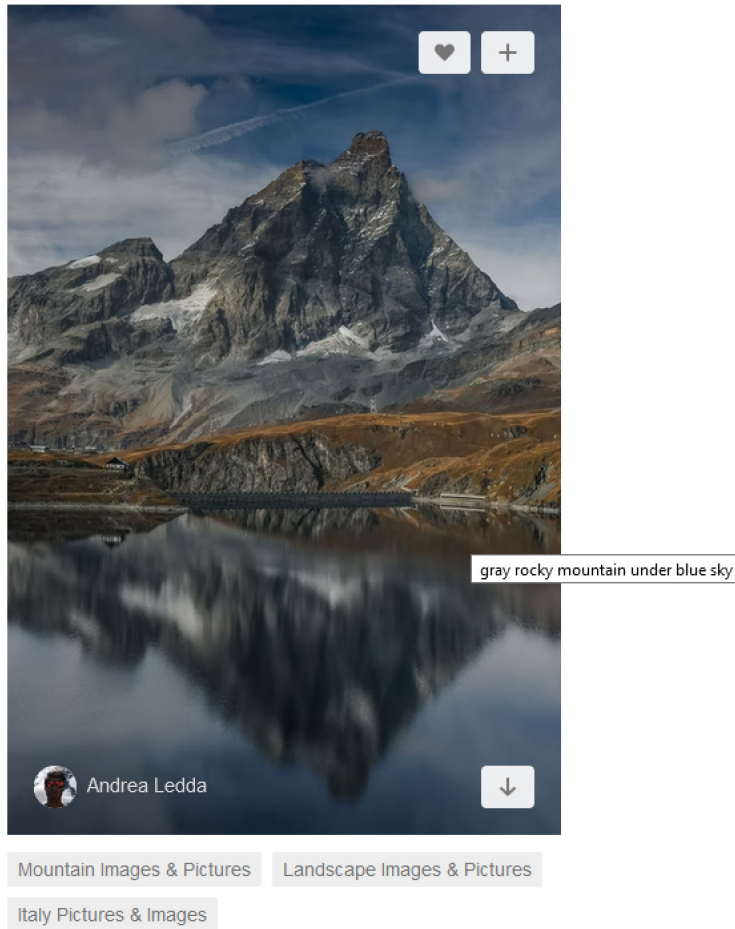 gray rocky mountain under blue sky
Andrea Ledda
Mountain Images & Pictures
Landscape Images & Pictures
Italy Pictures & Images